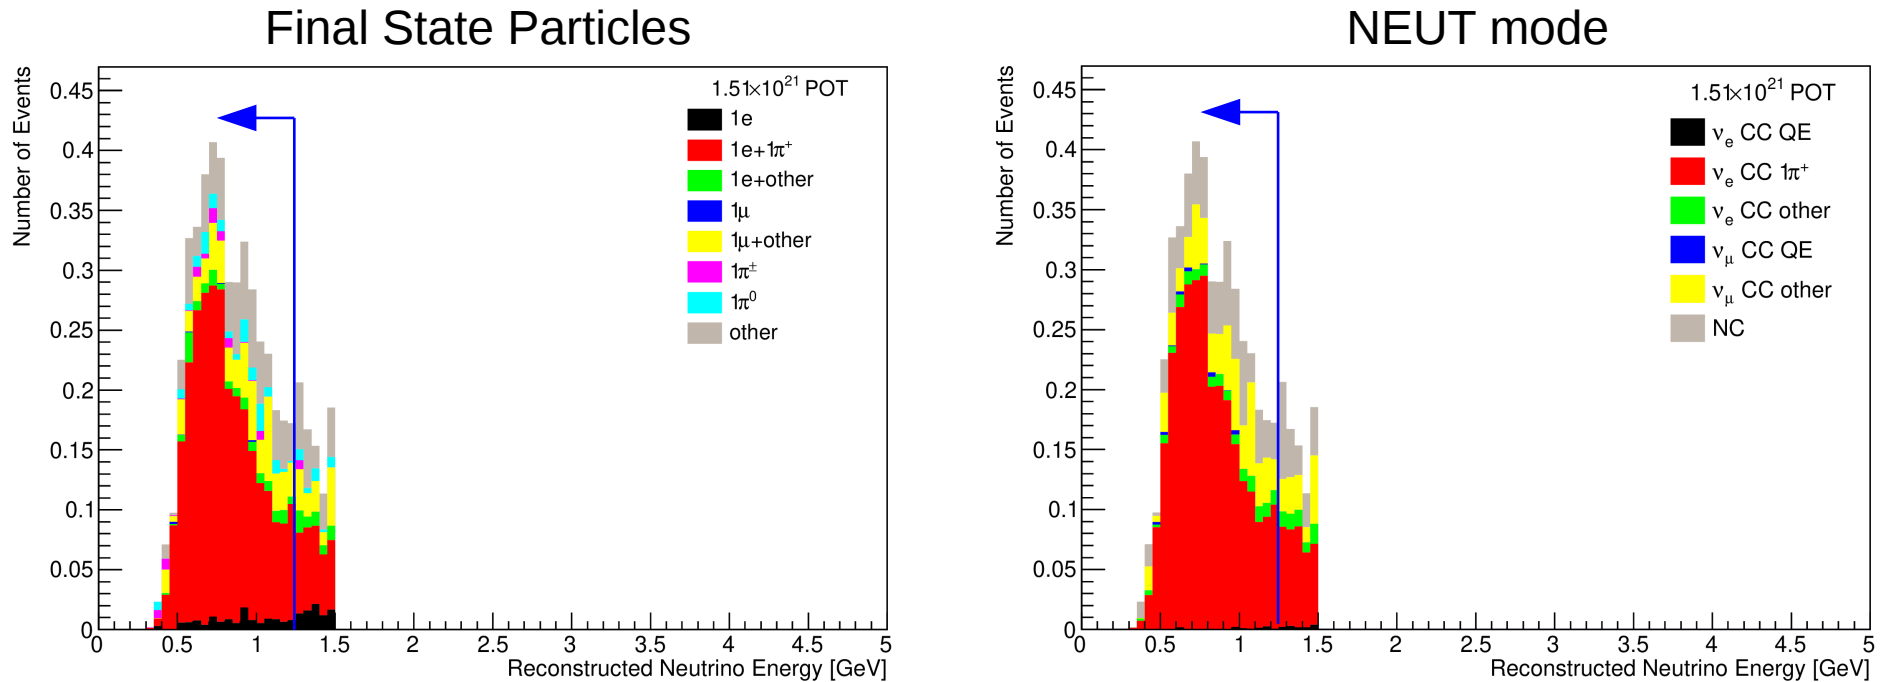 Final State Particles
Number of Events
0.45
0.4
0.35
0.3
0.25
0.2
0.15
0.1
0.05
0
1.51×10²¹ POT
1e
1e+1π⁺
1e+other
1μ
1μ+other
1π±
1π⁰
other
0 0.5 1 1.5 2 2.5 3 3.5 4 4.5 5
Reconstructed Neutrino Energy [GeV]
NEUT mode
Number of Events
0.45
0.4
0.35
0.3
0.25
0.2
0.15
0.1
0.05
0
1.51×10²¹ POT
νe CC QE
νe CC 1π⁺
νe CC other
νμ CC QE
νμ CC other
NC
0 0.5 1 1.5 2 2.5 3 3.5 4 4.5 5
Reconstructed Neutrino Energy [GeV]